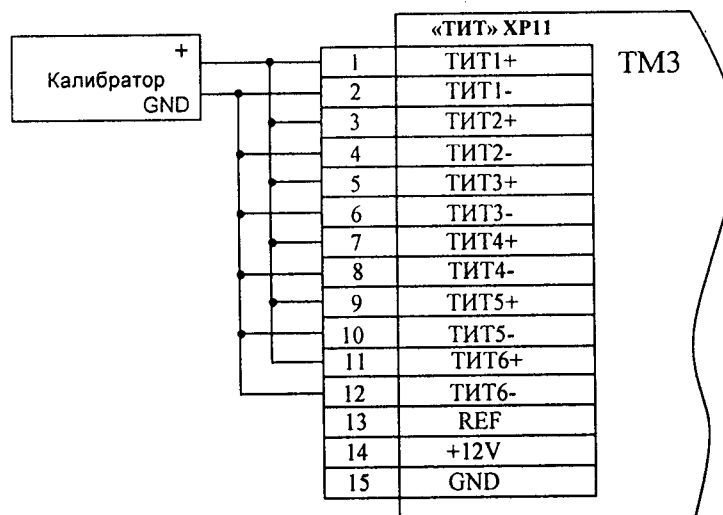 «ТИТ» XP11
ТМ3
+
Калибратор
GND
1 ТИТ1+
2 ТИТ1-
3 ТИТ2+
4 ТИТ2-
5 ТИТ3+
6 ТИТ3-
7 ТИТ4+
8 ТИТ4-
9 ТИТ5+
10 ТИТ5-
11 ТИТ6+
12 ТИТ6-
13 REF
14 +12V
15 GND